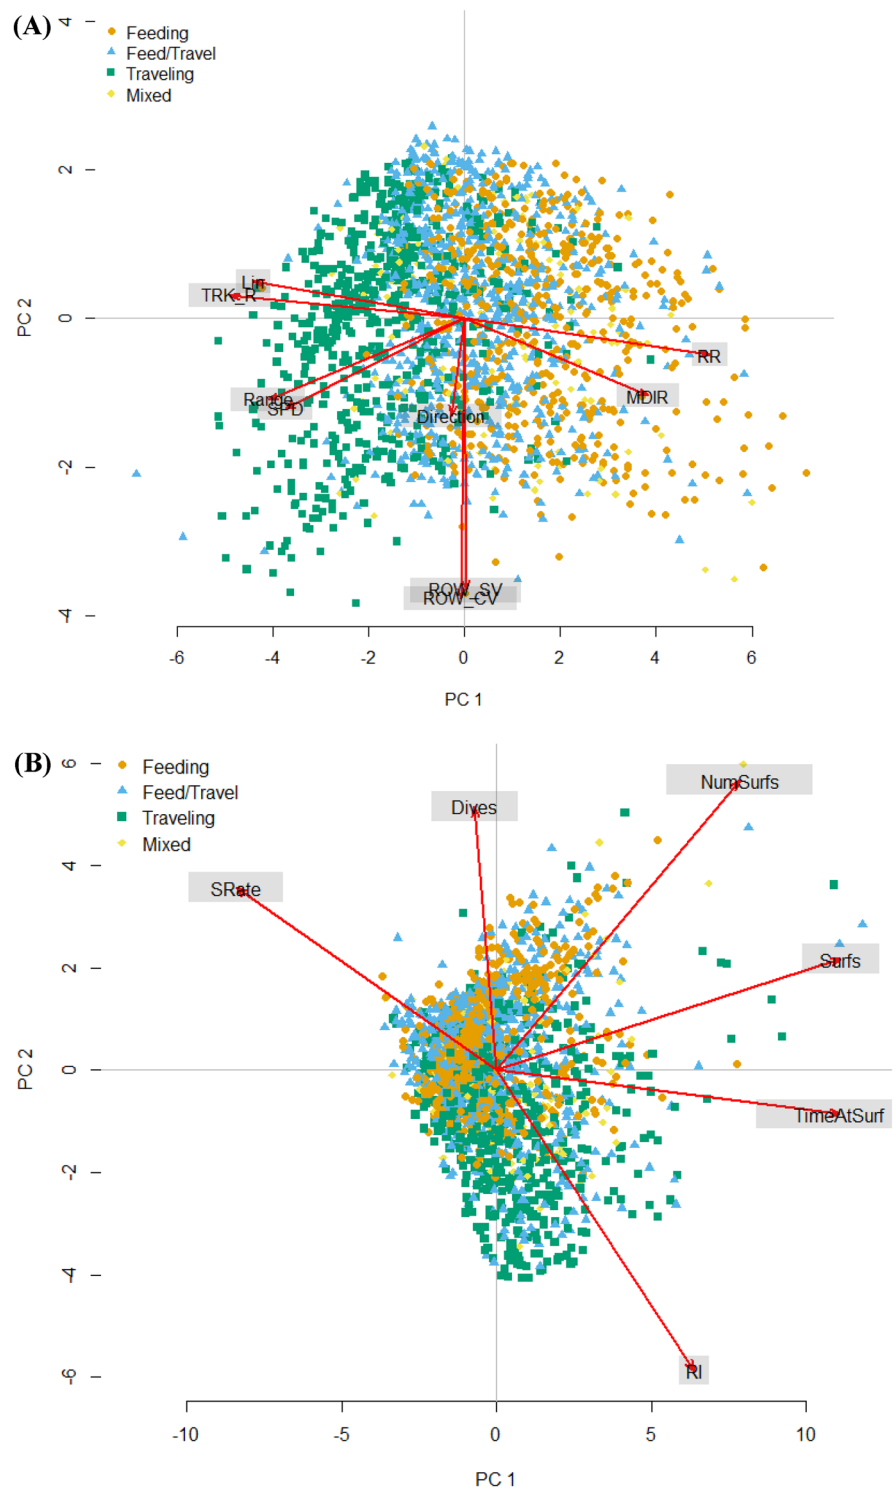 (A)
Feeding
Feed/Travel
Traveling
Mixed
4
2
0
-2
-4
PC 2
Lin
TRK_R
RR
MDIR
Range
SPD
Direction
ROW_SV
ROW_CV
-6 -4 -2 0 2 4 6
PC 1
(B)
Feeding
Feed/Travel
Traveling
Mixed
6
4
2
0
-2
-4
-6
PC 2
NumSurfs
Dives
SRate
Surfs
TimeAtSurf
RI
-10 -5 0 5 10
PC 1